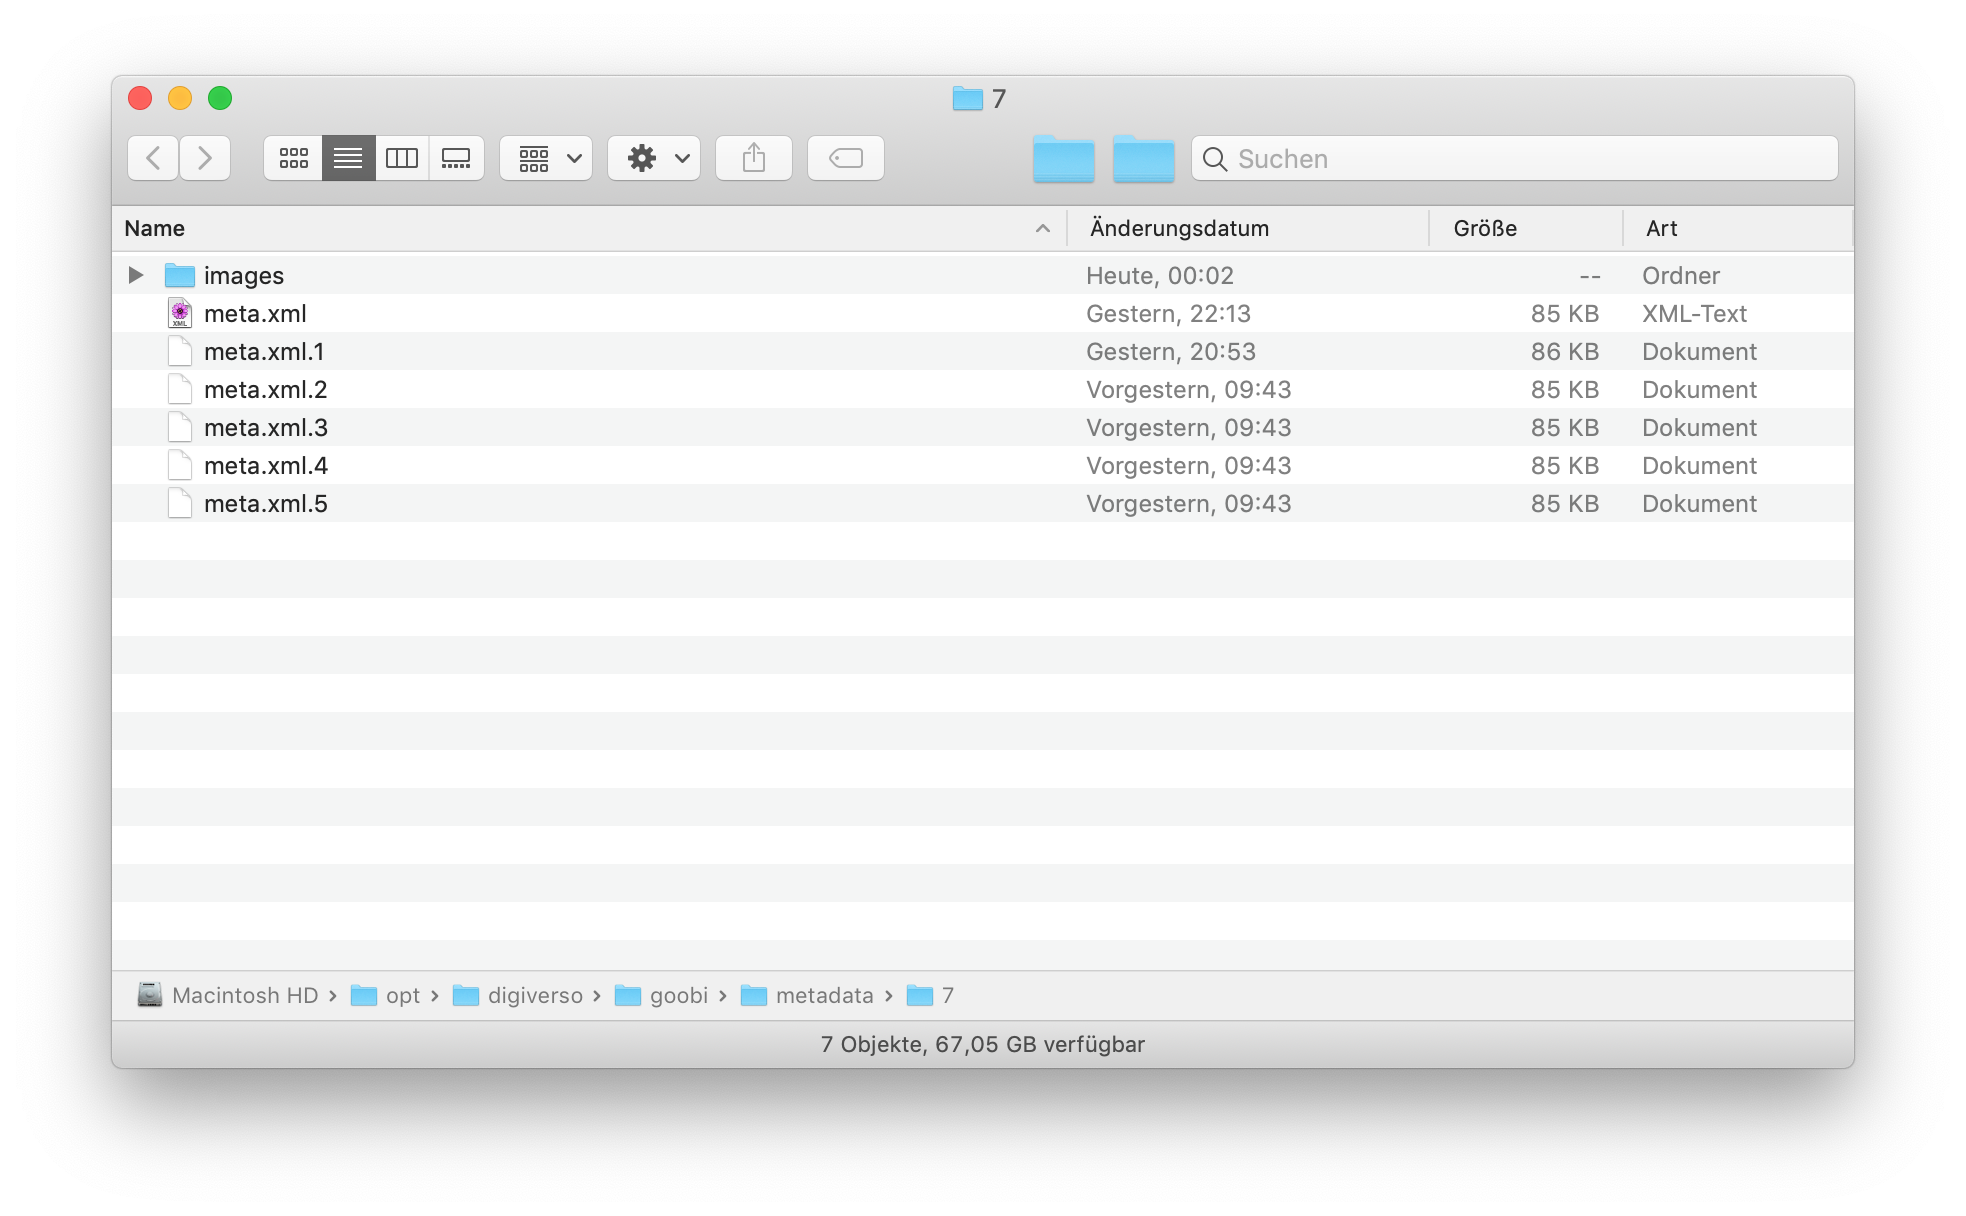 7
Suchen
Name Änderungsdatum Größe Art
images Heute, 00:02 -- Ordner
meta.xml Gestern, 22:13 85 KB XML-Text
meta.xml.1 Gestern, 20:53 86 KB Dokument
meta.xml.2 Vorgestern, 09:43 85 KB Dokument
meta.xml.3 Vorgestern, 09:43 85 KB Dokument
meta.xml.4 Vorgestern, 09:43 85 KB Dokument
meta.xml.5 Vorgestern, 09:43 85 KB Dokument
Macintosh HD › opt › digiverso › goobi › metadata › 7
7 Objekte, 67,05 GB verfügbar